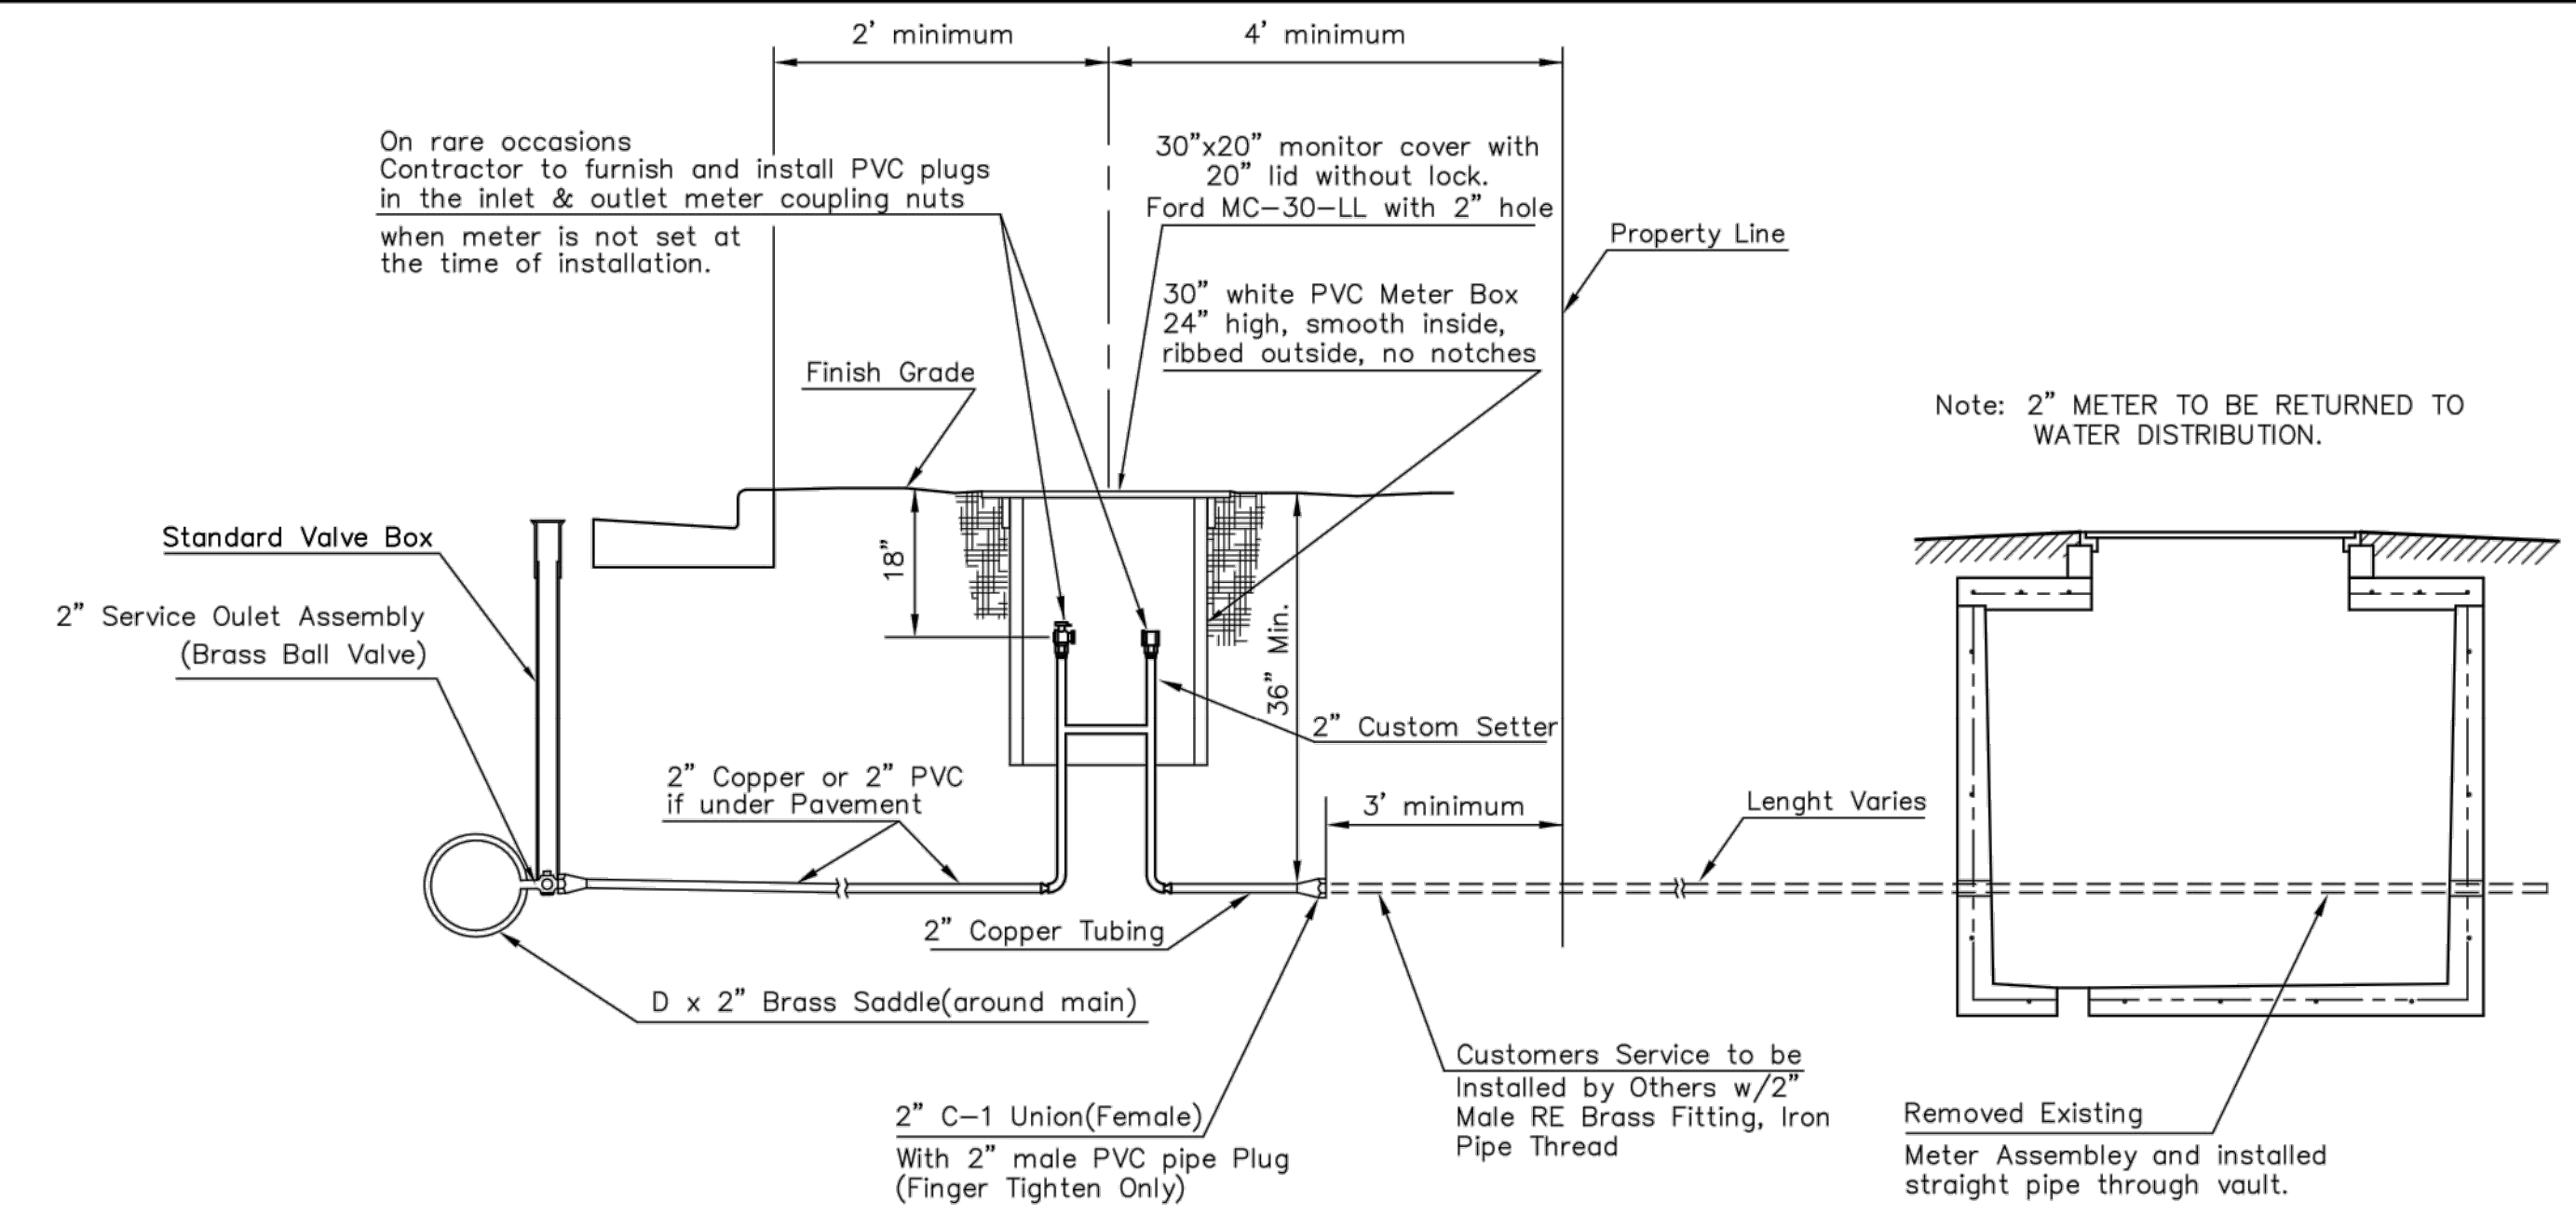 2' minimum
4' minimum
On rare occasions
Contractor to furnish and install PVC plugs
in the inlet & outlet meter coupling nuts
when meter is not set at
the time of installation.
30"x20" monitor cover with
20" lid without lock.
Ford MC-30-LL with 2" hole
Property Line
30" white PVC Meter Box
24" high, smooth inside,
ribbed outside, no notches
Finish Grade
Note: 2" METER TO BE RETURNED TO
WATER DISTRIBUTION.
Standard Valve Box
18"
2" Service Oulet Assembly
(Brass Ball Valve)
36" Min.
2" Custom Setter
2" Copper or 2" PVC
if under Pavement
3' minimum
Lenght Varies
2" Copper Tubing
D x 2" Brass Saddle(around main)
Customers Service to be
Installed by Others w/2"
Male RE Brass Fitting, Iron
Pipe Thread
2" C-1 Union(Female)
With 2" male PVC pipe Plug
(Finger Tighten Only)
Removed Existing
Meter Assembley and installed
straight pipe through vault.